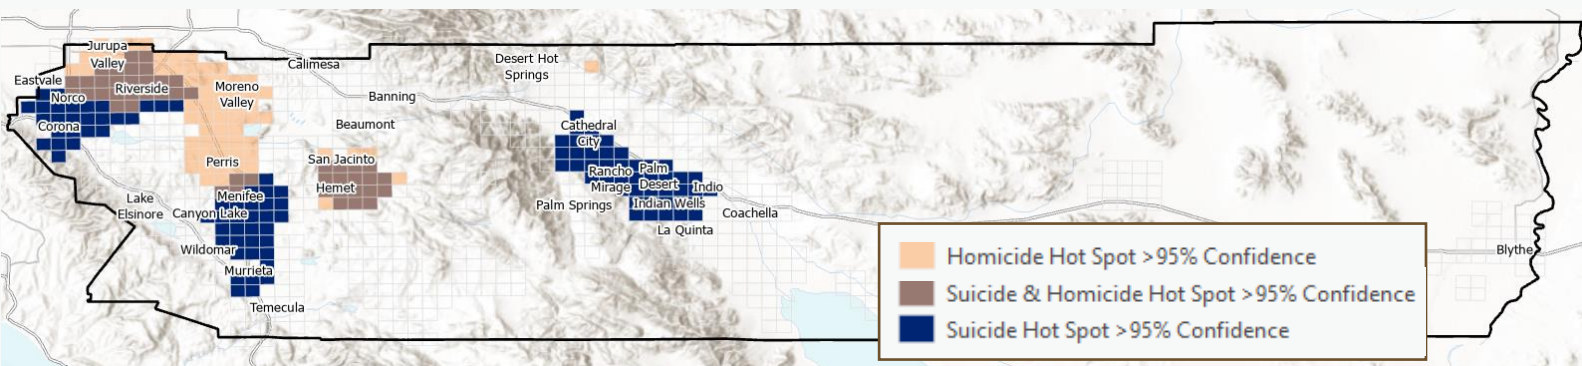 Jurupa
Valley
Eastvale
Norco
Riverside
Moreno
Valley
Corona
Calimesa
Banning
Beaumont
Desert Hot
Springs
Cathedral
City
Perris
San Jacinto
Hemet
Menifee
Lake
Elsinore
Canyon Lake
Wildomar
Murrieta
Temecula
Rancho
Mirage
Palm
Desert
Indio
Palm Springs
Indian Wells
Coachella
La Quinta
Blythe
Homicide Hot Spot >95% Confidence
Suicide & Homicide Hot Spot >95% Confidence
Suicide Hot Spot >95% Confidence